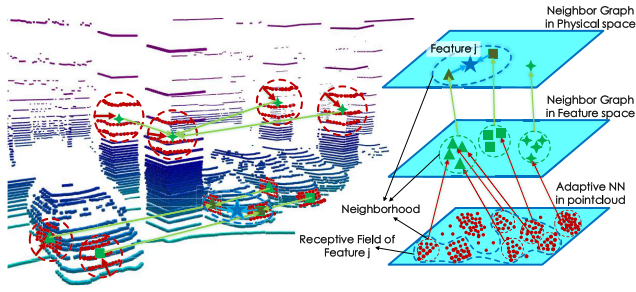 Neighbor Graph
in Physical space
Feature j
Neighbor Graph
in Feature space
Adaptive NN
in pointcloud
Neighborhood
Receptive Field of
Feature j